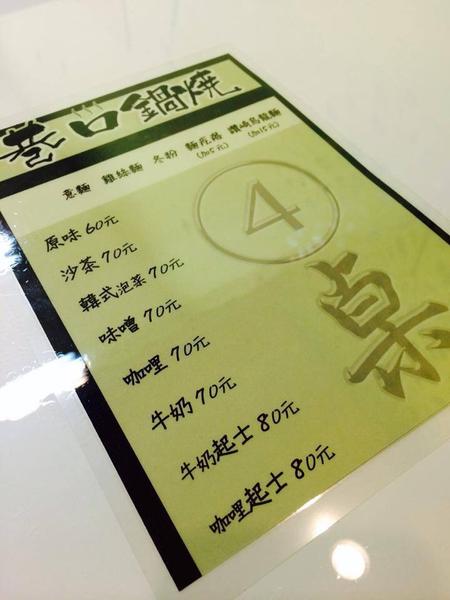 巷口鍋燒
意麵 雞絲麵 冬粉 麵疙瘩 讚岐烏龍麵
(加5元) (加15元)
4
桌
原味 60元
沙茶 70元
韓式泡菜 70元
味噌 70元
咖哩 70元
牛奶 70元
牛奶起士 80元
咖哩起士 80元